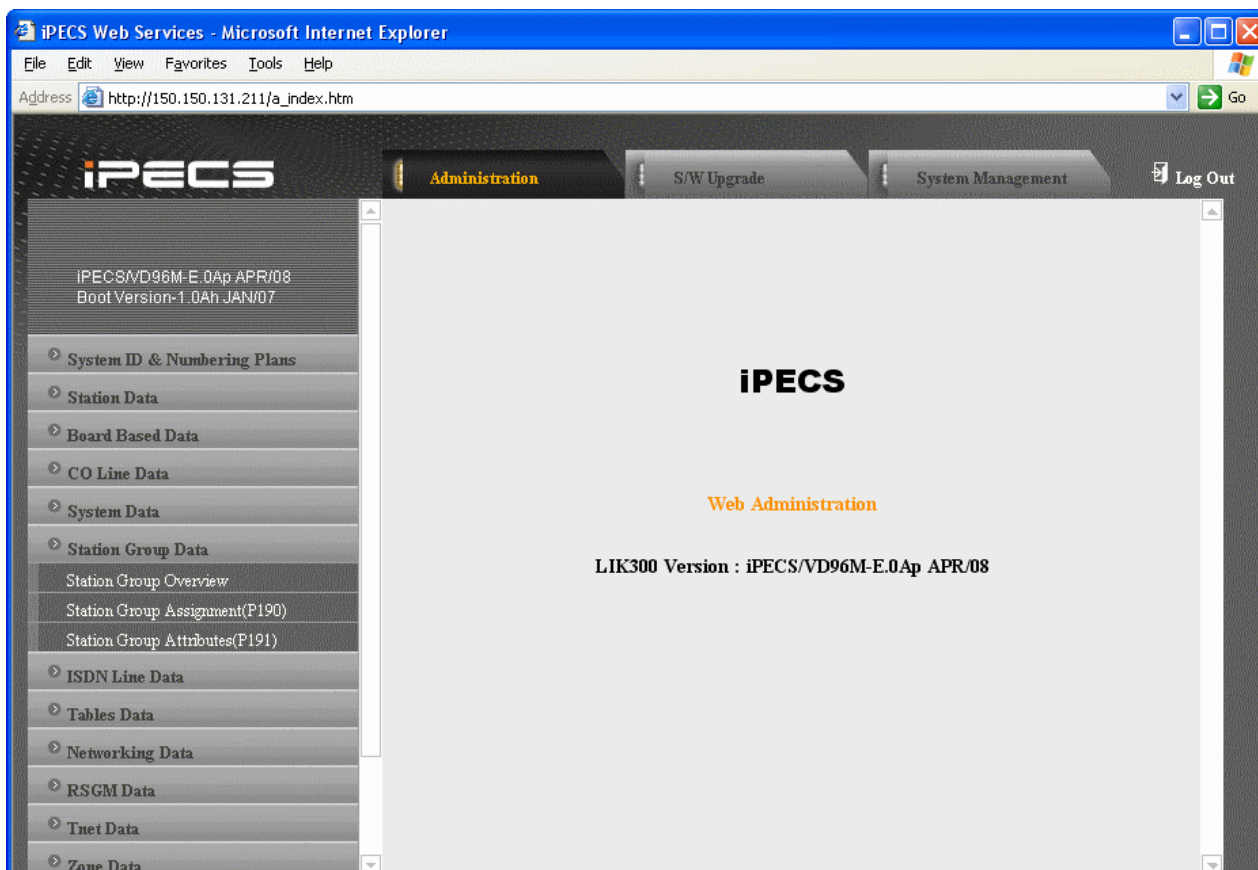 iPECS Web Services - Microsoft Internet Explorer
File Edit View Favorites Tools Help
Address http://150.150.131.211/a_index.htm Go
iPECS
Administration S/W Upgrade System Management Log Out
iPECS/VD96M-E.0Ap APR/08
Boot Version-1.0Ah JAN/07
System ID & Numbering Plans
Station Data
Board Based Data
CO Line Data
System Data
Station Group Data
Station Group Overview
Station Group Assignment(P190)
Station Group Attributes(P191)
ISDN Line Data
Tables Data
Networking Data
RSGM Data
Tnet Data
Zone Data
iPECS
Web Administration
LIK300 Version : iPECS/VD96M-E.0Ap APR/08